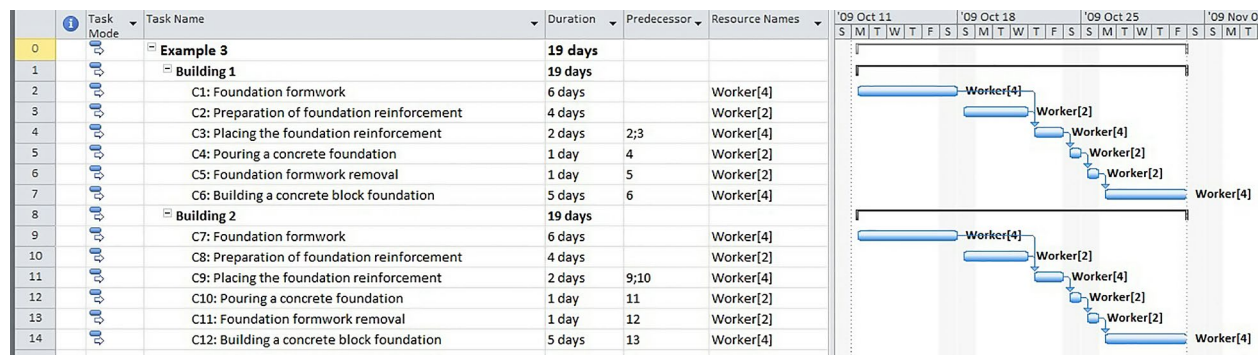 Task Mode Task Name Duration Predecessor Resource Names '09 Oct 11 '09 Oct 18 '09 Oct 25 '09 Nov 0
S M T W T F S S M T W T F S S M T W T F S S M T
0 Example 3 19 days
1 Building 1 19 days
2 C1: Foundation formwork 6 days Worker[4] Worker[4]
3 C2: Preparation of foundation reinforcement 4 days Worker[2] Worker[2]
4 C3: Placing the foundation reinforcement 2 days 2;3 Worker[4] Worker[4]
5 C4: Pouring a concrete foundation 1 day 4 Worker[2] Worker[2]
6 C5: Foundation formwork removal 1 day 5 Worker[2] Worker[2]
7 C6: Building a concrete block foundation 5 days 6 Worker[4] Worker[4]
8 Building 2 19 days
9 C7: Foundation formwork 6 days Worker[4] Worker[4]
10 C8: Preparation of foundation reinforcement 4 days Worker[2] Worker[2]
11 C9: Placing the foundation reinforcement 2 days 9;10 Worker[4] Worker[4]
12 C10: Pouring a concrete foundation 1 day 11 Worker[2] Worker[2]
13 C11: Foundation formwork removal 1 day 12 Worker[2] Worker[2]
14 C12: Building a concrete block foundation 5 days 13 Worker[4] Worker[4]